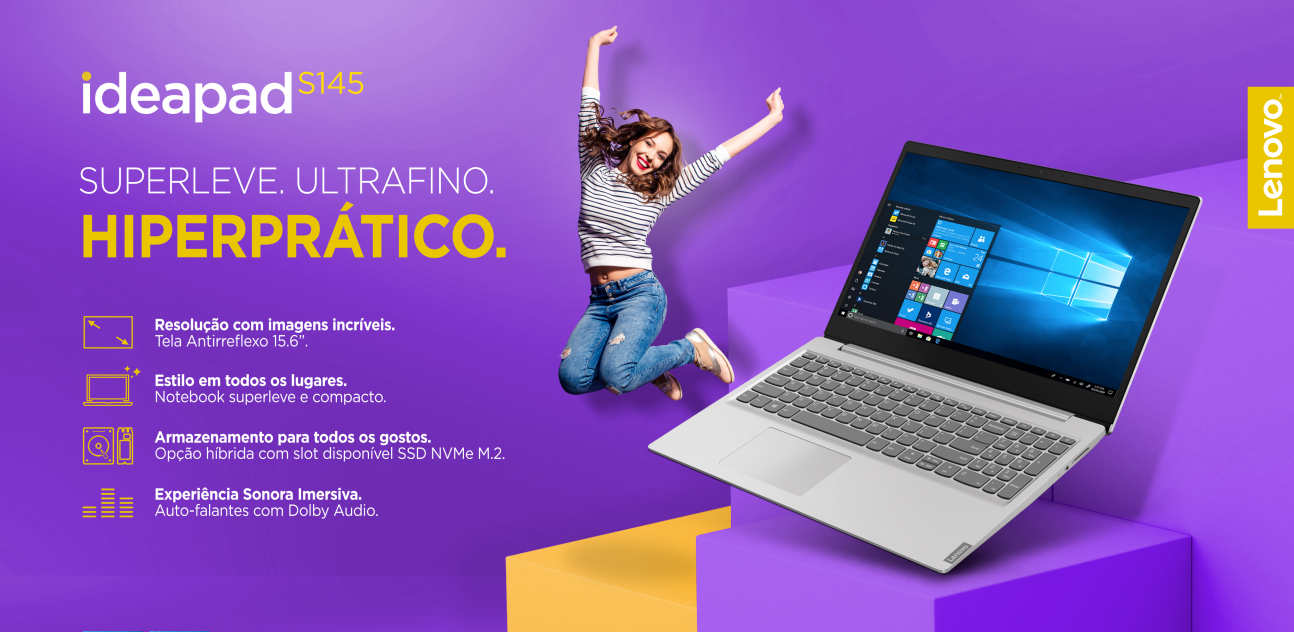 ideapad S145
SUPERLEVE. ULTRAFINO.
HIPERPRÁTICO.
Resolução com imagens incríveis.
Tela Antirreflexo 15.6”.
Estilo em todos os lugares.
Notebook superleve e compacto.
Armazenamento para todos os gostos.
Opção híbrida com slot disponível SSD NVMe M.2.
Experiência Sonora Imersiva.
Auto-falantes com Dolby Audio.
Lenovo™
24
Lenovo